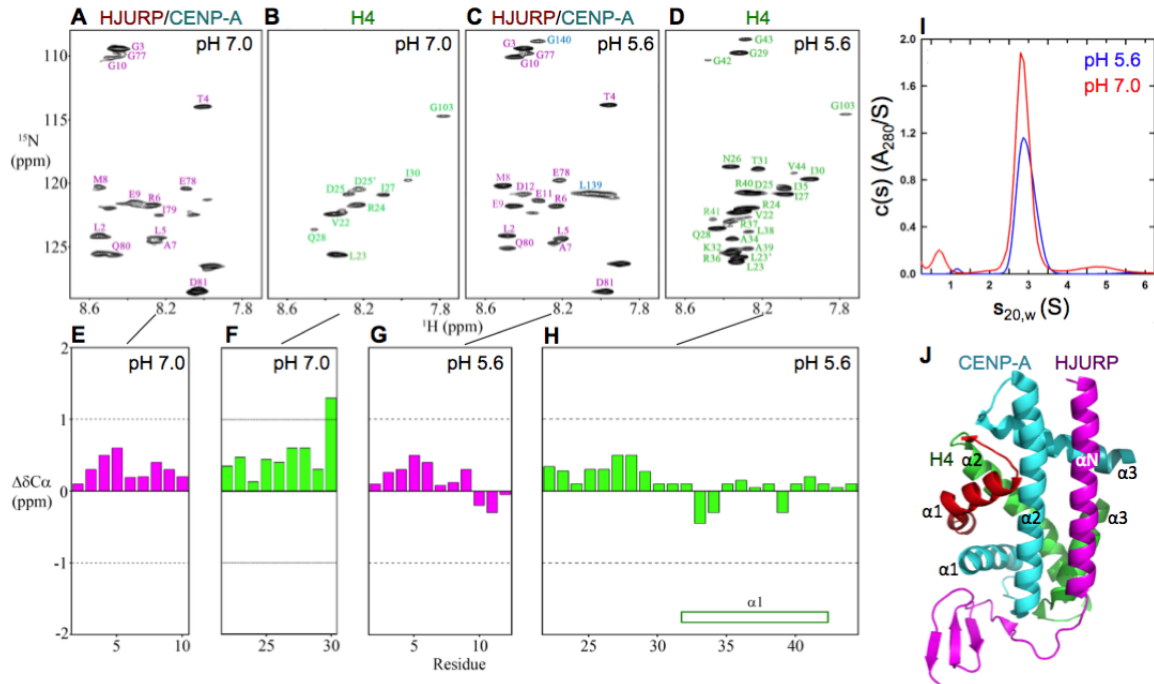 A HJURP/CENP-A
B H4
C HJURP/CENP-A
D H4
pH 7.0
pH 7.0
pH 5.6
pH 5.6
110
115
120
125
15N
(ppm)
G3
G77
G10
T4
M8
E78
E9
R6
I79
L2
L5
Q80
A7
D81
G103
D25
D25'
I30
I27
R24
V22
Q28
L23
G140
G3
G77
G10
T4
E78
M8
D12
L139
E11
E9
R6
L2
L5
Q80
A7
D81
G43
G42
G29
G103
N26
T31
V44
I30
R40
D25
I35
I27
R24
R41
V22
R37
Q28
L38
A34
K32
A39
R36
L23'
L23
8.6 8.2 7.8
8.6 8.2 7.8
8.6 8.2 7.8
8.6 8.2 7.8
1H (ppm)
E
pH 7.0
F
pH 7.0
G
pH 5.6
H
pH 5.6
2
1
0
-1
-2
ΔδCα
(ppm)
α1
5 10
25 30
5 10
25 30 35 40
Residue
I
pH 5.6
pH 7.0
2.0
1.6
1.2
0.8
0.4
0.0
c(s) (A280/S)
1 2 3 4 5 6
s20,w (S)
J
CENP-A HJURP
H4
α2
αN
α3
α1
α2
α3
α1